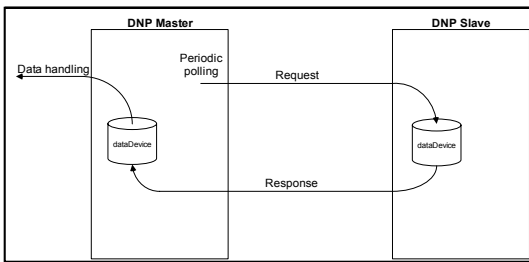 DNP Master
DNP Slave
Data handling
Periodic
polling
Request
dataDevice
dataDevice
Response